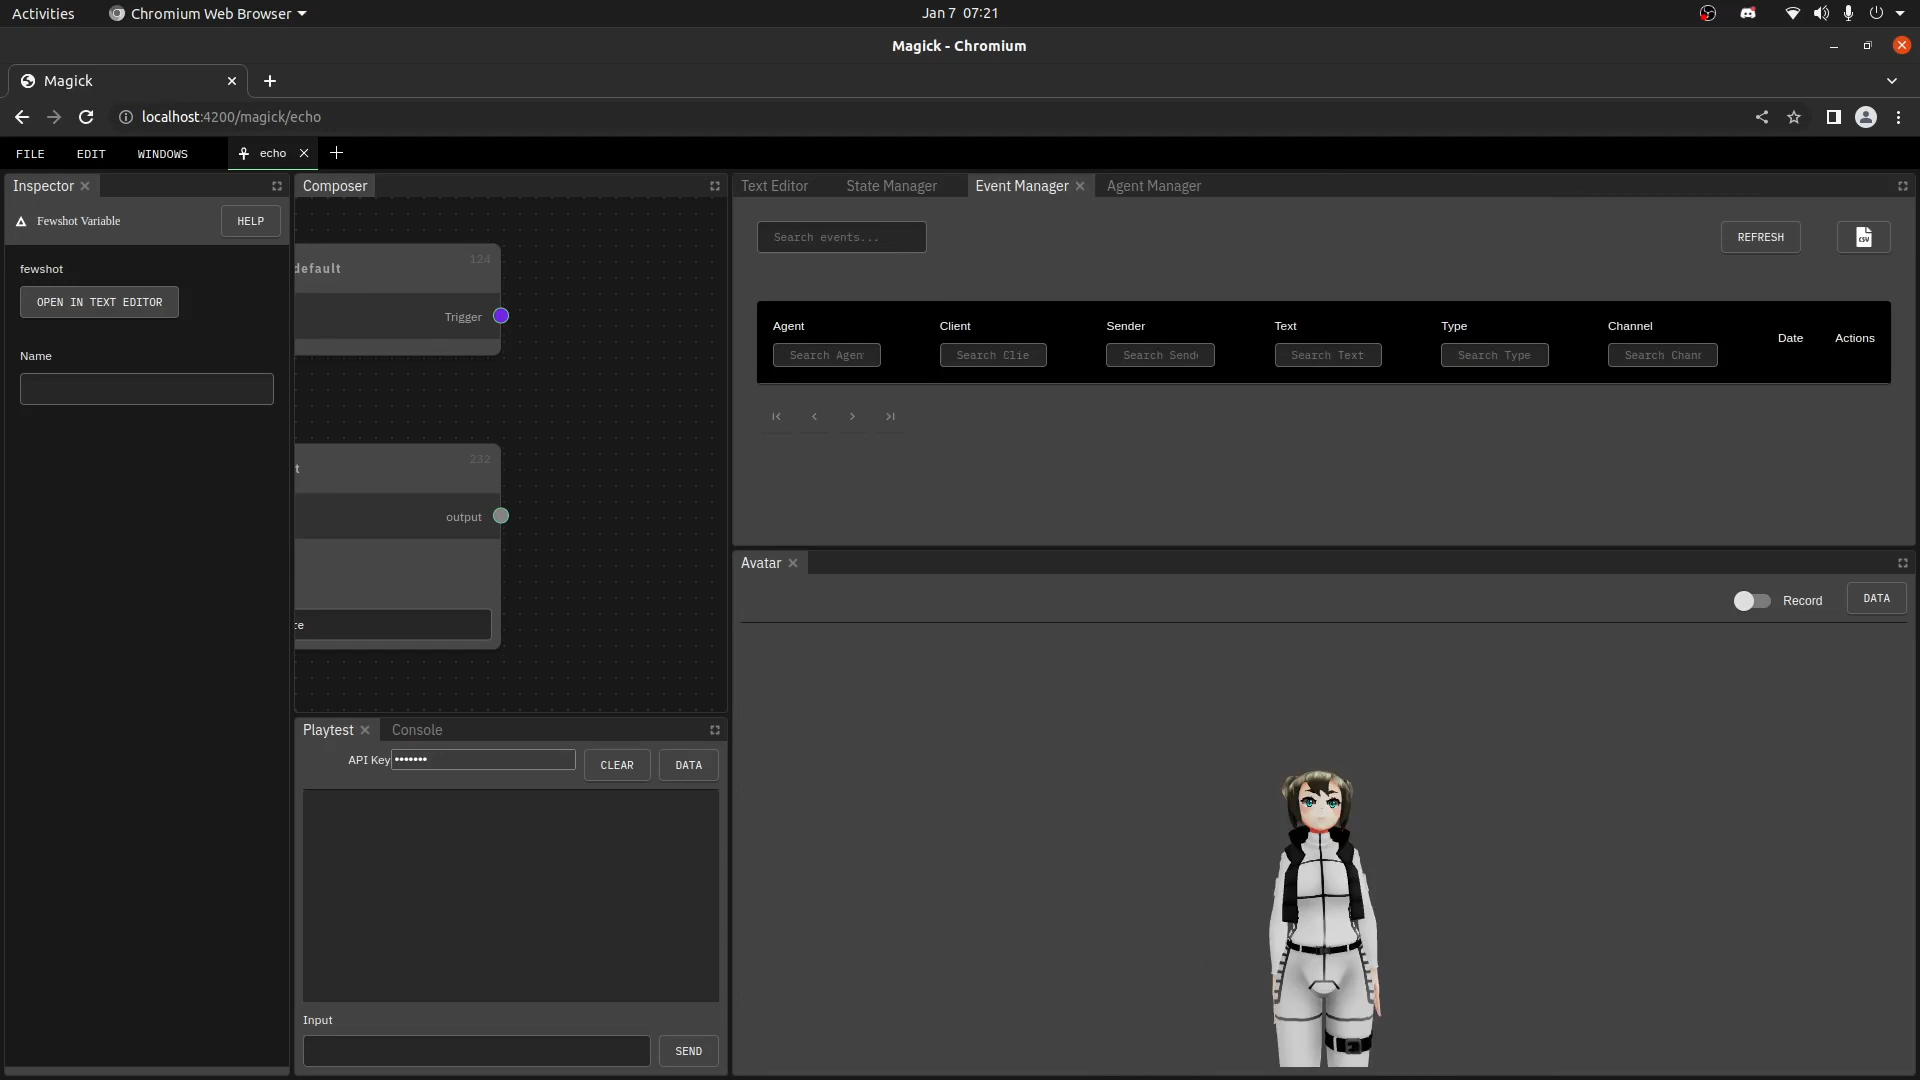 Activities Chromium Web Browser Jan 7 07:21
Magick - Chromium
Magick
localhost:4200/magick/echo
FILE EDIT WINDOWS echo
Inspector
Fewshot Variable HELP
fewshot
OPEN IN TEXT EDITOR
Name
Composer
default 124
Trigger
t 232
output
te
Playtest Console
API Key ••••••• CLEAR DATA
Input
SEND
Text Editor State Manager Event Manager Agent Manager
Search events... REFRESH CSV
Agent Client Sender Text Type Channel Date Actions
Search Agen Search Clie Search Send Search Text Search Type Search Chanr
Avatar
Record DATA